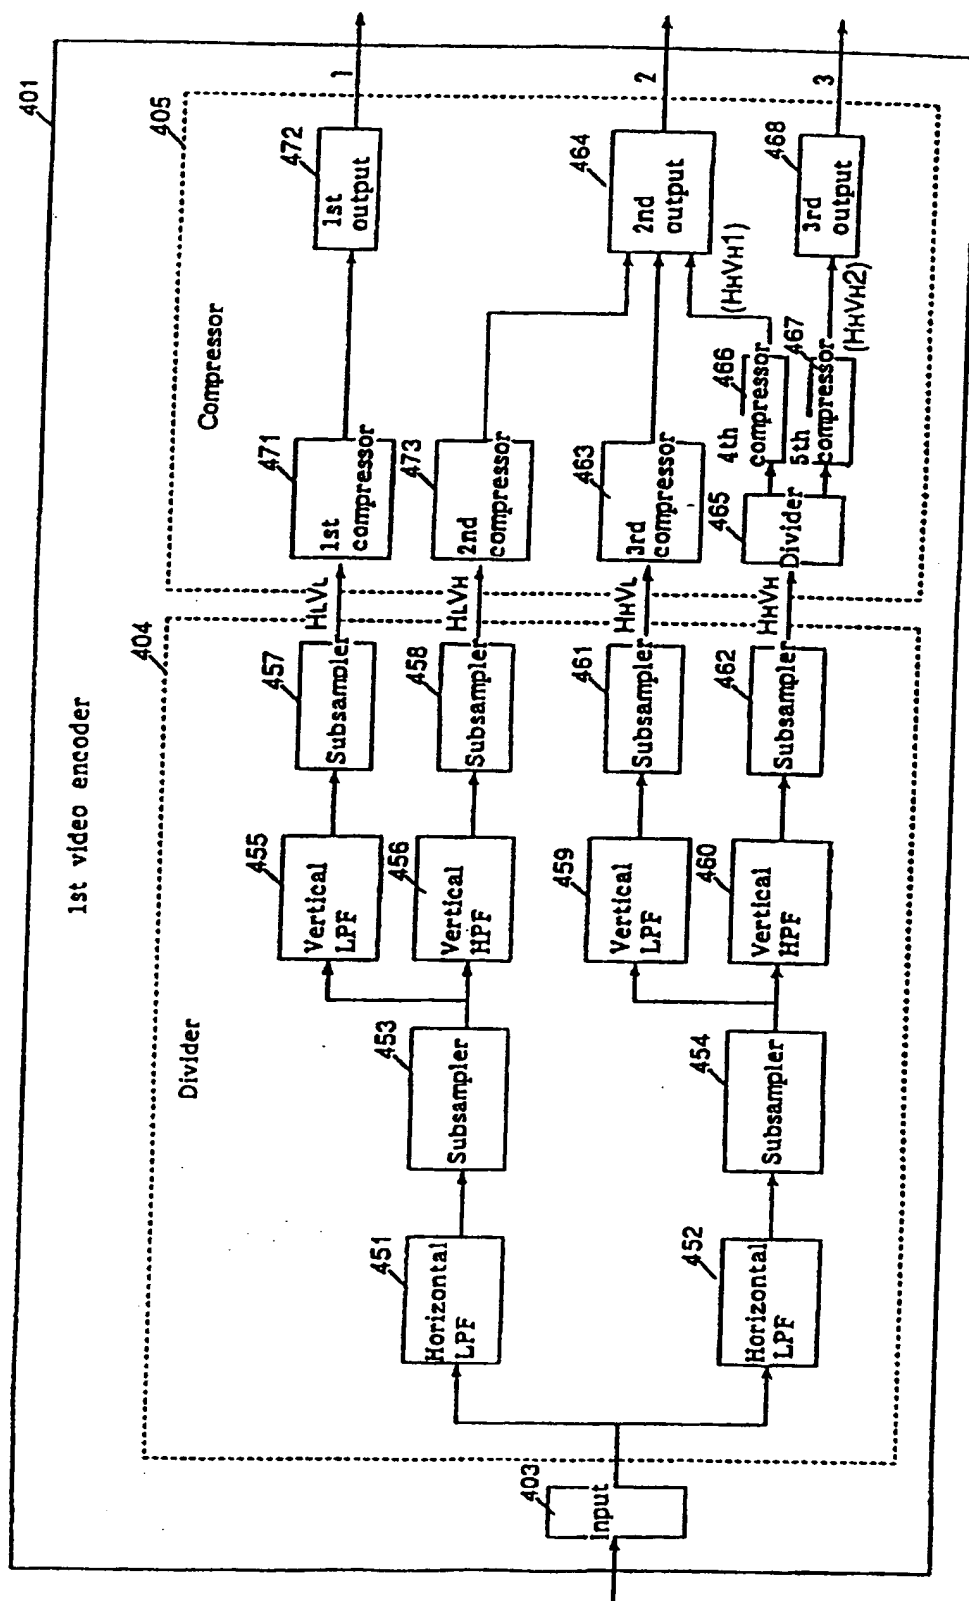 401
1st video encoder
404
Divider
405
Compressor
403
input
451
Horizontal
LPF
452
Horizontal
LPF
453
Subsampler
454
Subsampler
455
Vertical
LPF
456
Vertical
HPF
459
Vertical
LPF
460
Vertical
HPF
457
Subsampler
458
Subsampler
461
Subsampler
462
Subsampler
HLVL
HLVH
HHVL
HHVH
471
1st
compressor
473
2nd
compressor
463
3rd
compressor
465
Divider
4th 466
compressor
5th 467
compressor
(HHVH1)
(HHVH2)
472
1st
output
464
2nd
output
468
3rd
output
1
2
3